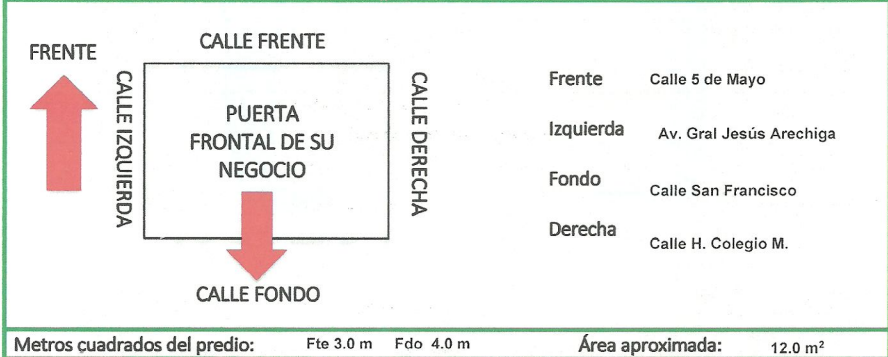 CALLE FRENTE
FRENTE
CALLE IZQUIERDA
PUERTA
FRONTAL DE SU
NEGOCIO
CALLE DERECHA
CALLE FONDO
Frente Calle 5 de Mayo
Izquierda Av. Gral Jesús Arechiga
Fondo Calle San Francisco
Derecha Calle H. Colegio M.
Metros cuadrados del predio: Fte 3.0 m Fdo 4.0 m Área aproximada: 12.0 m²